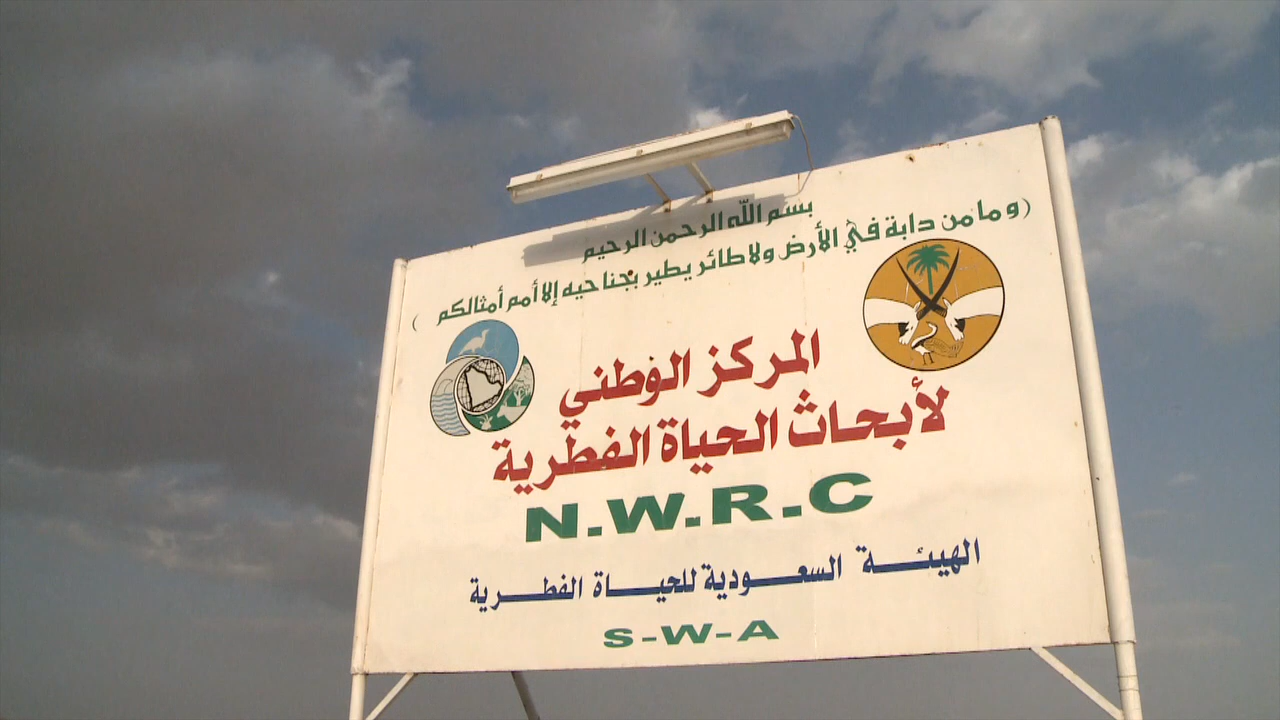 بسم الله الرحمن الرحيم
(وما من دابة في الأرض ولا طائر يطير بجناحيه إلا أمم أمثالكم )
المركز الوطني
لأبحاث الحياة الفطرية
N.W.R.C
الهيئة السعودية للحياة الفطرية
S-W-A